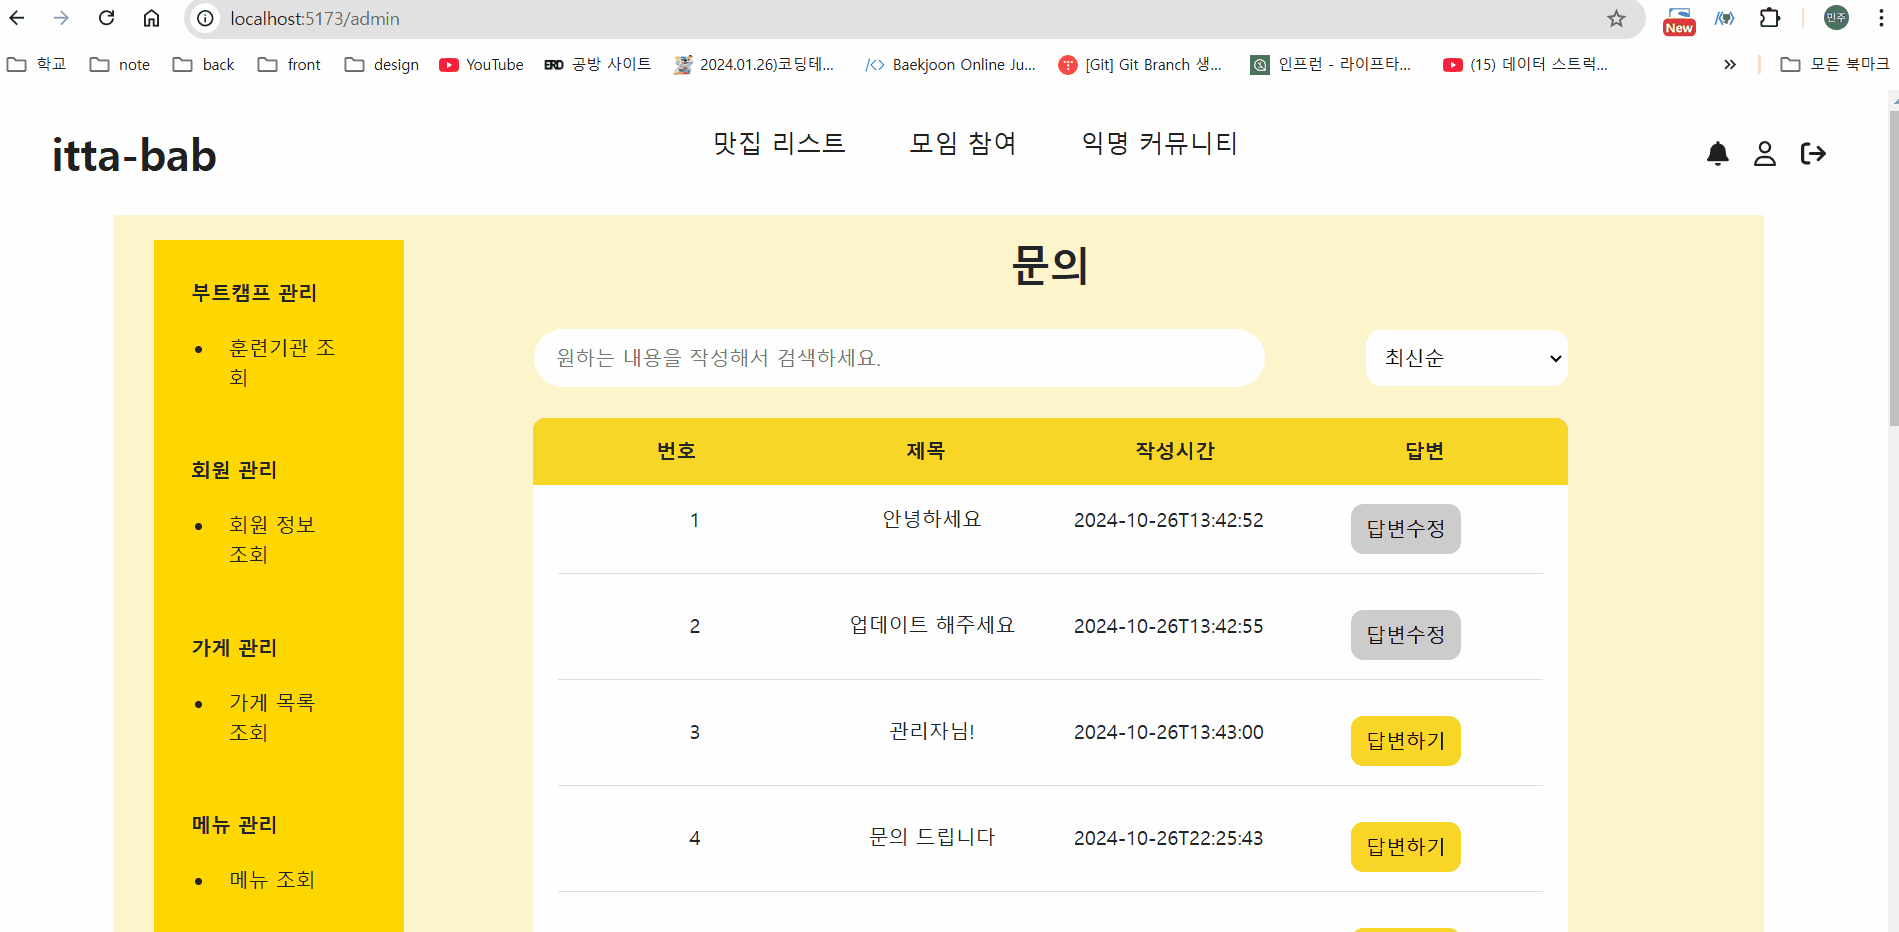 localhost:5173/admin
New
민주
학교
note
back
front
design
YouTube
ERD 공방 사이트
2024.01.26)코딩테...
Baekjoon Online Ju...
[Git] Git Branch 생...
인프런 - 라이프타...
(15) 데이터 스트럭...
모든 북마크
itta-bab
맛집 리스트
모임 참여
익명 커뮤니티
부트캠프 관리
훈련기관 조
회
회원 관리
회원 정보
조회
가게 관리
가게 목록
조회
메뉴 관리
메뉴 조회
문의
원하는 내용을 작성해서 검색하세요.
최신순
번호 제목 작성시간 답변
1 안녕하세요 2024-10-26T13:42:52 답변수정
2 업데이트 해주세요 2024-10-26T13:42:55 답변수정
3 관리자님! 2024-10-26T13:43:00 답변하기
4 문의 드립니다 2024-10-26T22:25:43 답변하기